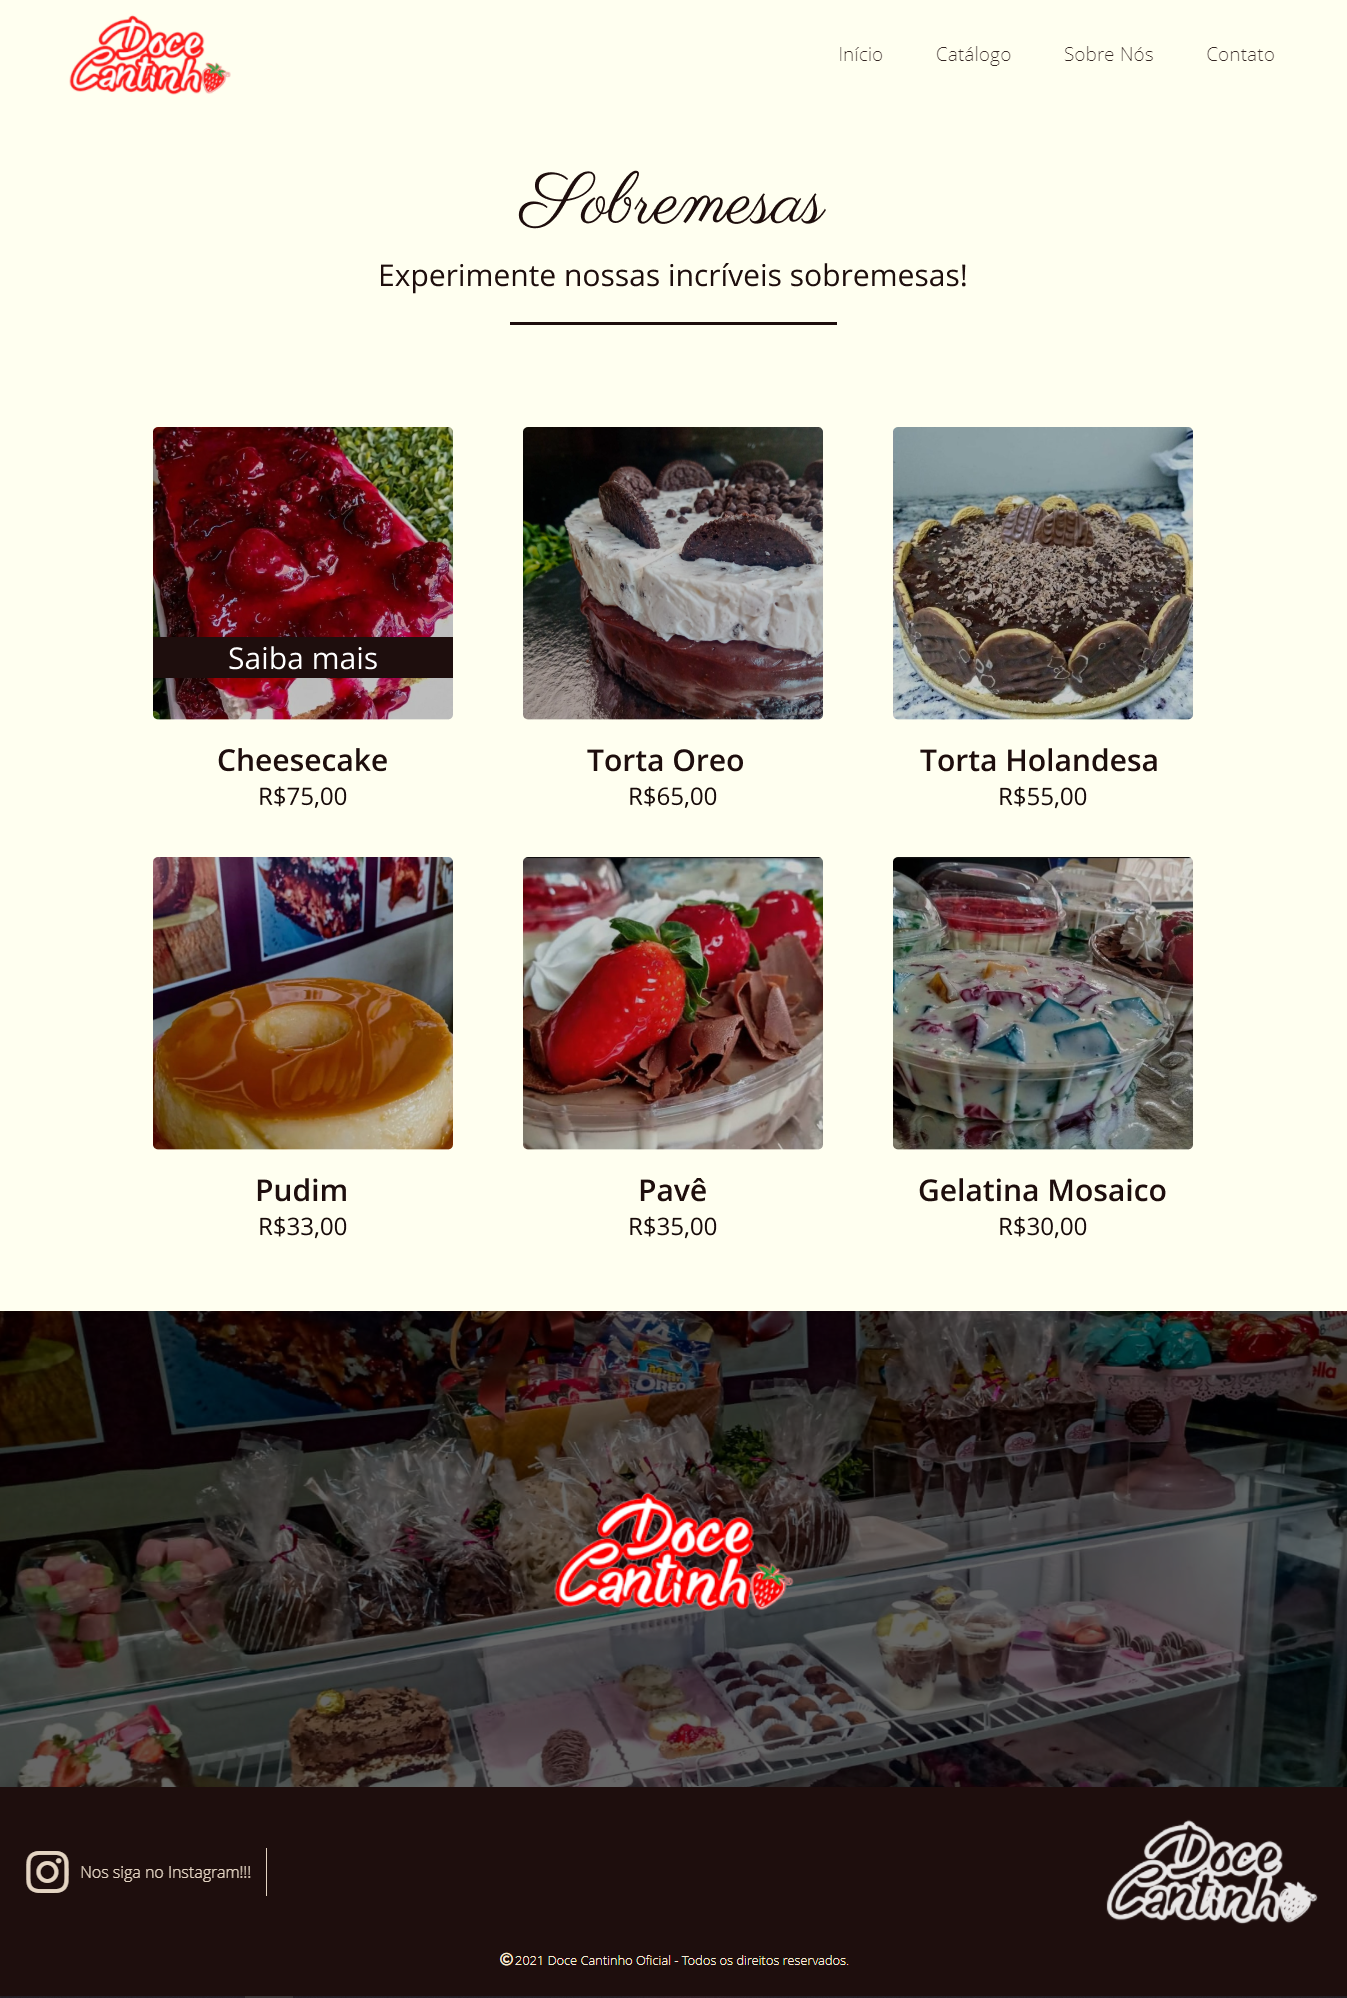 Doce
Cantinho
Início Catálogo Sobre Nós Contato
Sobremesas
Experimente nossas incríveis sobremesas!
Saiba mais
Cheesecake Torta Oreo Torta Holandesa
R$75,00 R$65,00 R$55,00
Pudim Pavê Gelatina Mosaico
R$33,00 R$35,00 R$30,00
Mini
OREO
Doce
Cantinho
Nos siga no Instagram!!!
Doce
Cantinho
©2021 Doce Cantinho Oficial - Todos os direitos reservados.